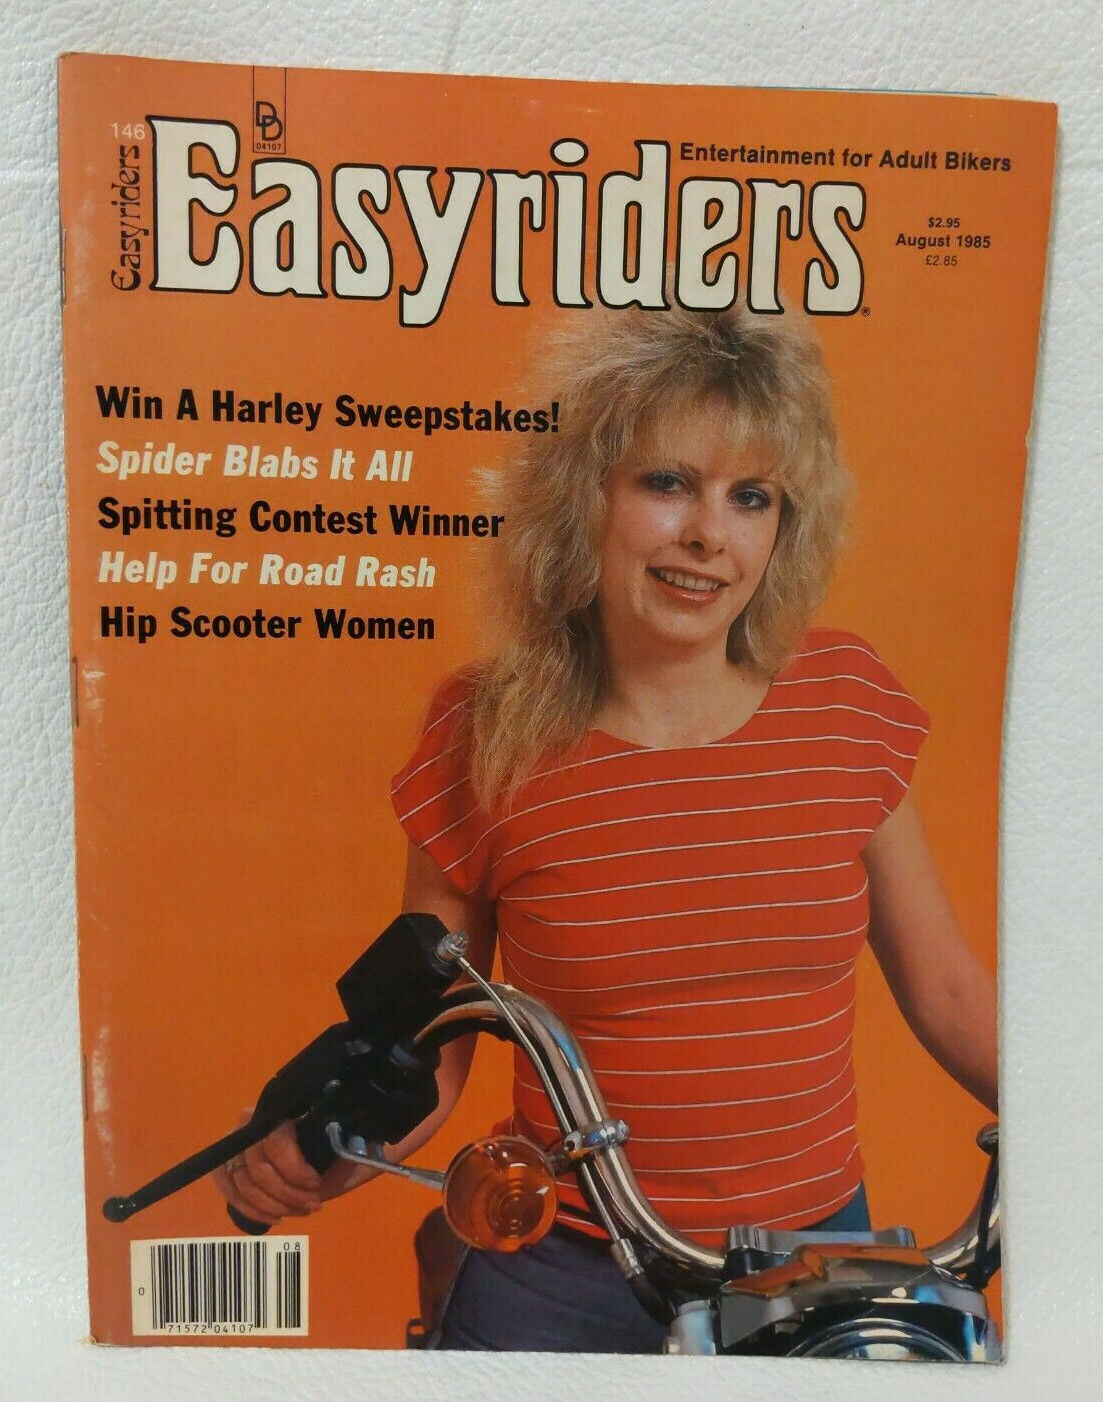 146
Easyriders
DD
04107
Easyriders®
Entertainment for Adult Bikers
$2.95
August 1985
£2.85
Win A Harley Sweepstakes!
Spider Blabs It All
Spitting Contest Winner
Help For Road Rash
Hip Scooter Women
08
0 71572 04107